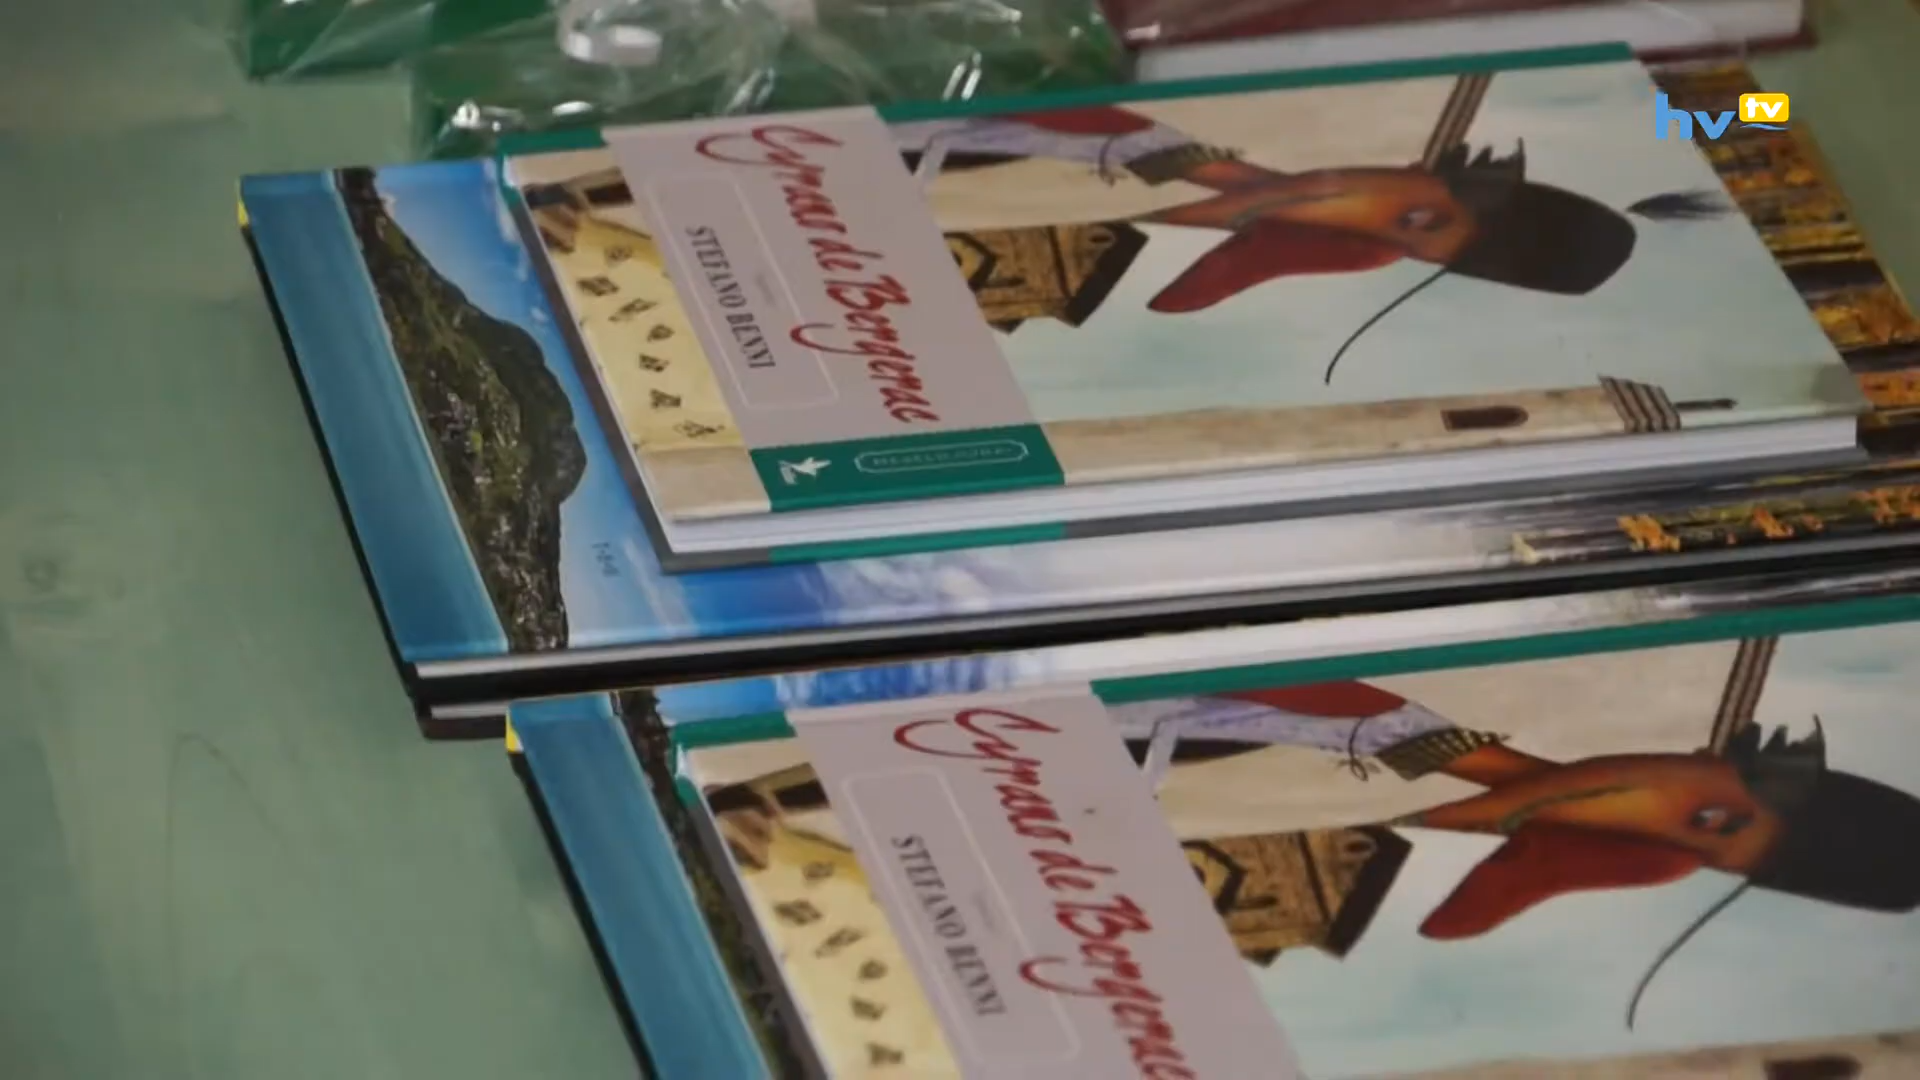 hv tv
Cyrano de Bergerac
STEFANO BENNI
Cyrano de Bergerac
STEFANO BENNI